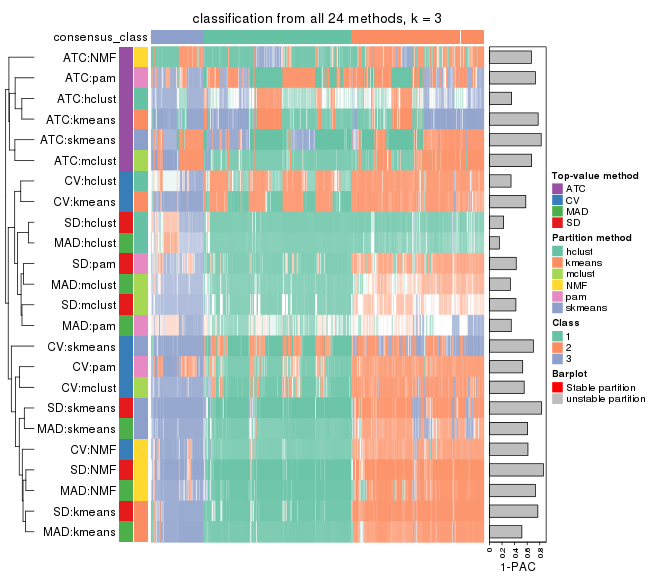 classification from all 24 methods, k = 3
consensus_class
ATC:NMF
ATC:pam
ATC:hclust
ATC:kmeans
ATC:skmeans
ATC:mclust
CV:hclust
CV:kmeans
SD:hclust
MAD:hclust
SD:pam
MAD:mclust
SD:mclust
MAD:pam
CV:skmeans
CV:pam
CV:mclust
SD:skmeans
MAD:skmeans
CV:NMF
SD:NMF
MAD:NMF
SD:kmeans
MAD:kmeans
0
0.2
0.4
0.6
0.8
1-PAC
Top-value method
ATC
CV
MAD
SD
Partition method
hclust
kmeans
mclust
NMF
pam
skmeans
Class
1
2
3
Barplot
Stable partition
unstable partition